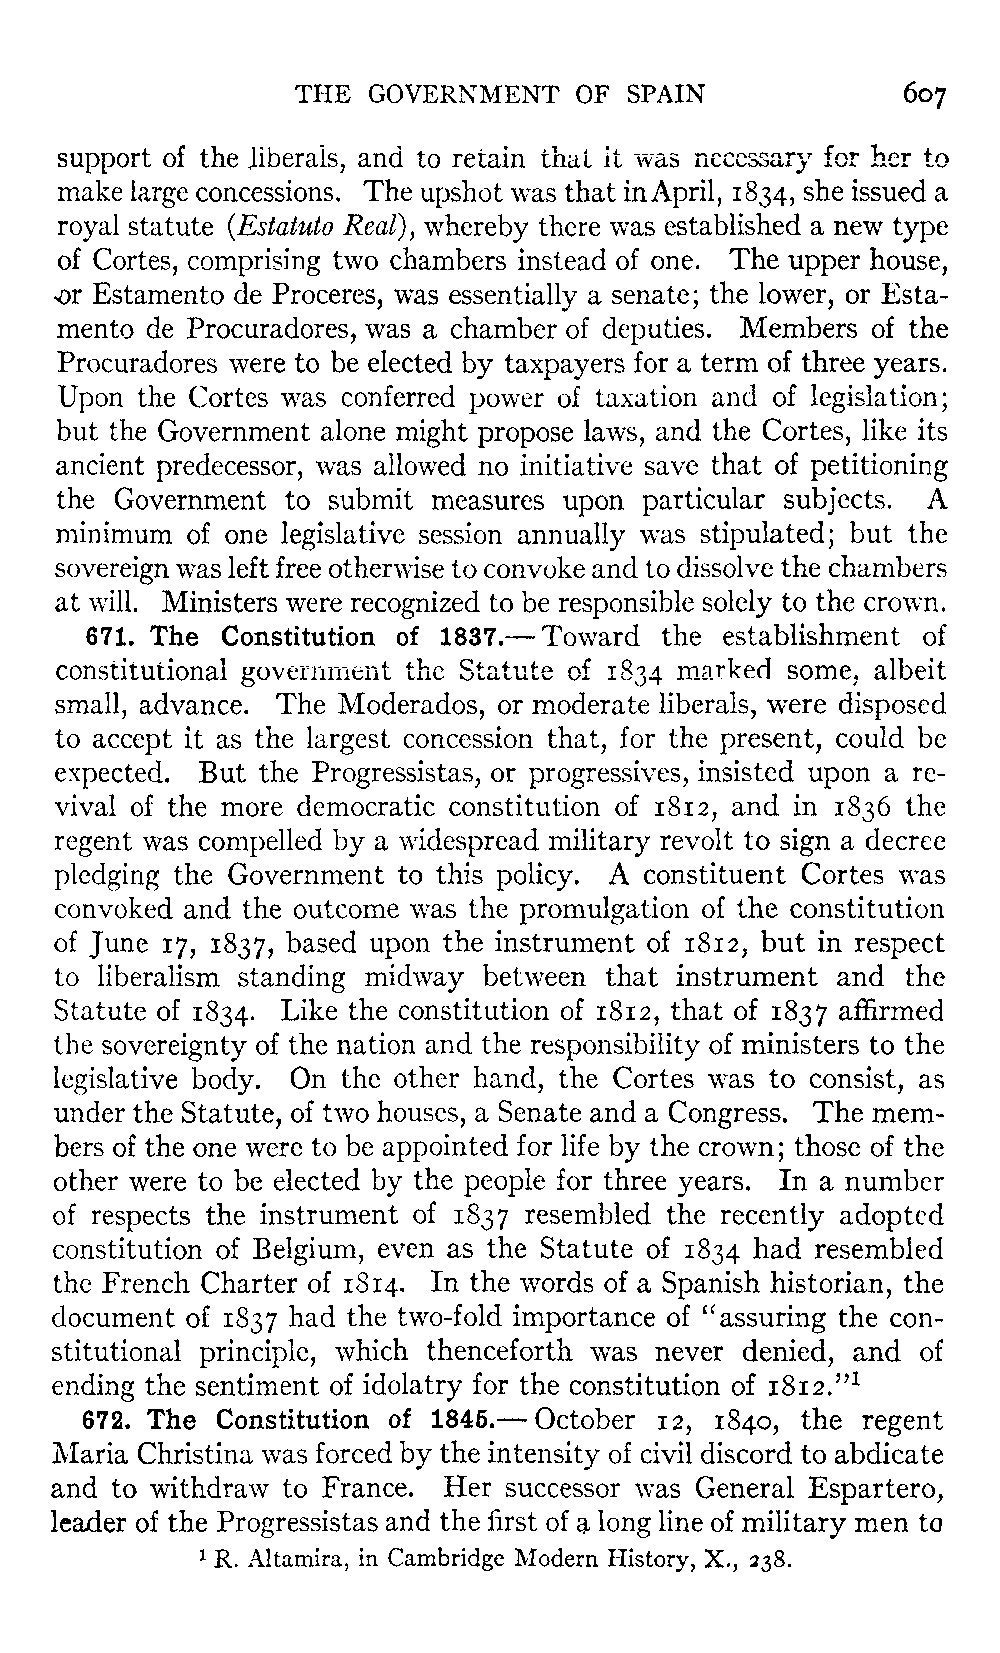 THE GOVERNMENT OF SPAIN 607
support of the liberals, and to retain that it was necessary for her to
make large concessions. The upshot was that in April, 1834, she issued a
royal statute (Estatuto Real), whereby there was established a new type
of Cortes, comprising two chambers instead of one. The upper house,
or Estamento de Proceres, was essentially a senate; the lower, or Esta-
mento de Procuradores, was a chamber of deputies. Members of the
Procuradores were to be elected by taxpayers for a term of three years.
Upon the Cortes was conferred power of taxation and of legislation;
but the Government alone might propose laws, and the Cortes, like its
ancient predecessor, was allowed no initiative save that of petitioning
the Government to submit measures upon particular subjects. A
minimum of one legislative session annually was stipulated; but the
sovereign was left free otherwise to convoke and to dissolve the chambers
at will. Ministers were recognized to be responsible solely to the crown.
671. The Constitution of 1837.—Toward the establishment of
constitutional government the Statute of 1834 marked some, albeit
small, advance. The Moderados, or moderate liberals, were disposed
to accept it as the largest concession that, for the present, could be
expected. But the Progressistas, or progressives, insisted upon a re-
vival of the more democratic constitution of 1812, and in 1836 the
regent was compelled by a widespread military revolt to sign a decree
pledging the Government to this policy. A constituent Cortes was
convoked and the outcome was the promulgation of the constitution
of June 17, 1837, based upon the instrument of 1812, but in respect
to liberalism standing midway between that instrument and the
Statute of 1834. Like the constitution of 1812, that of 1837 affirmed
the sovereignty of the nation and the responsibility of ministers to the
legislative body. On the other hand, the Cortes was to consist, as
under the Statute, of two houses, a Senate and a Congress. The mem-
bers of the one were to be appointed for life by the crown; those of the
other were to be elected by the people for three years. In a number
of respects the instrument of 1837 resembled the recently adopted
constitution of Belgium, even as the Statute of 1834 had resembled
the French Charter of 1814. In the words of a Spanish historian, the
document of 1837 had the two-fold importance of "assuring the con-
stitutional principle, which thenceforth was never denied, and of
ending the sentiment of idolatry for the constitution of 1812."¹
672. The Constitution of 1845.—October 12, 1840, the regent
Maria Christina was forced by the intensity of civil discord to abdicate
and to withdraw to France. Her successor was General Espartero,
leader of the Progressistas and the first of a long line of military men to
¹ R. Altamira, in Cambridge Modern History, X., 238.